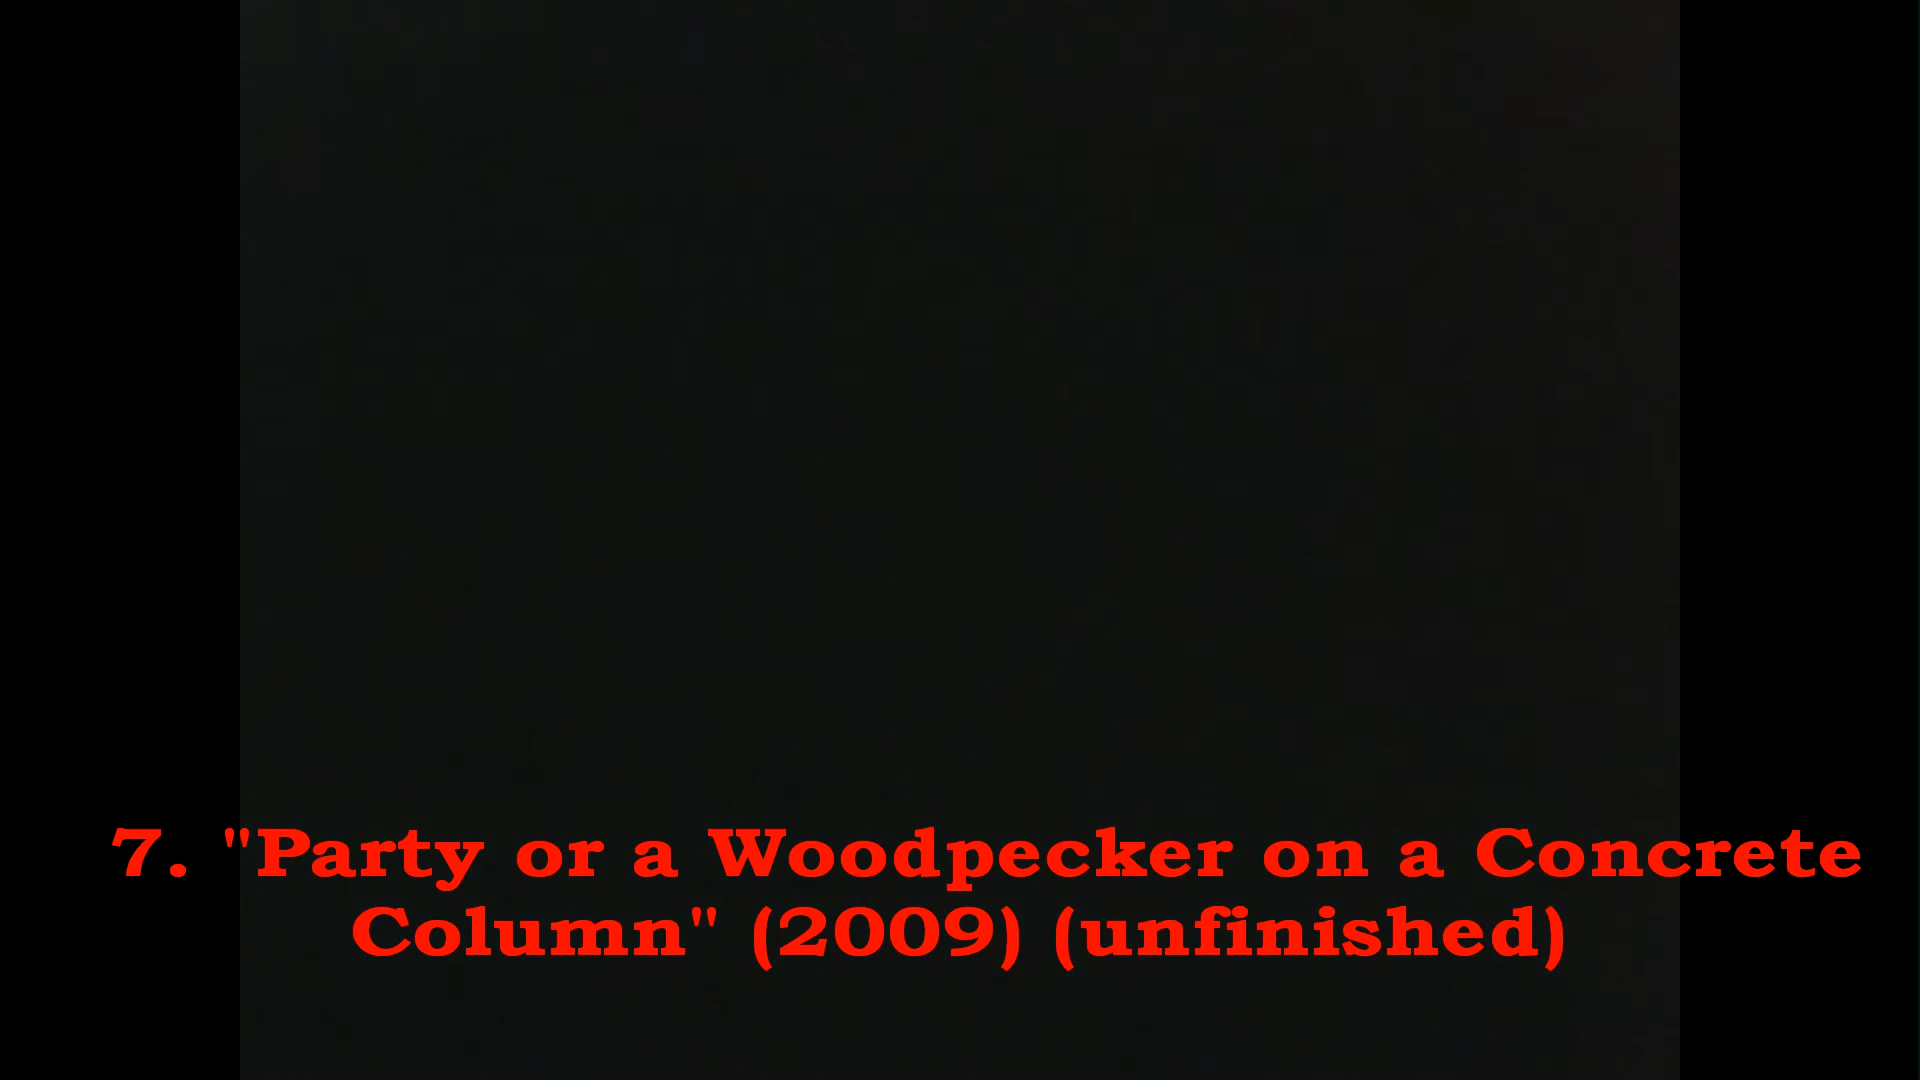 7. "Party or a Woodpecker on a Concrete
Column" (2009) (unfinished)